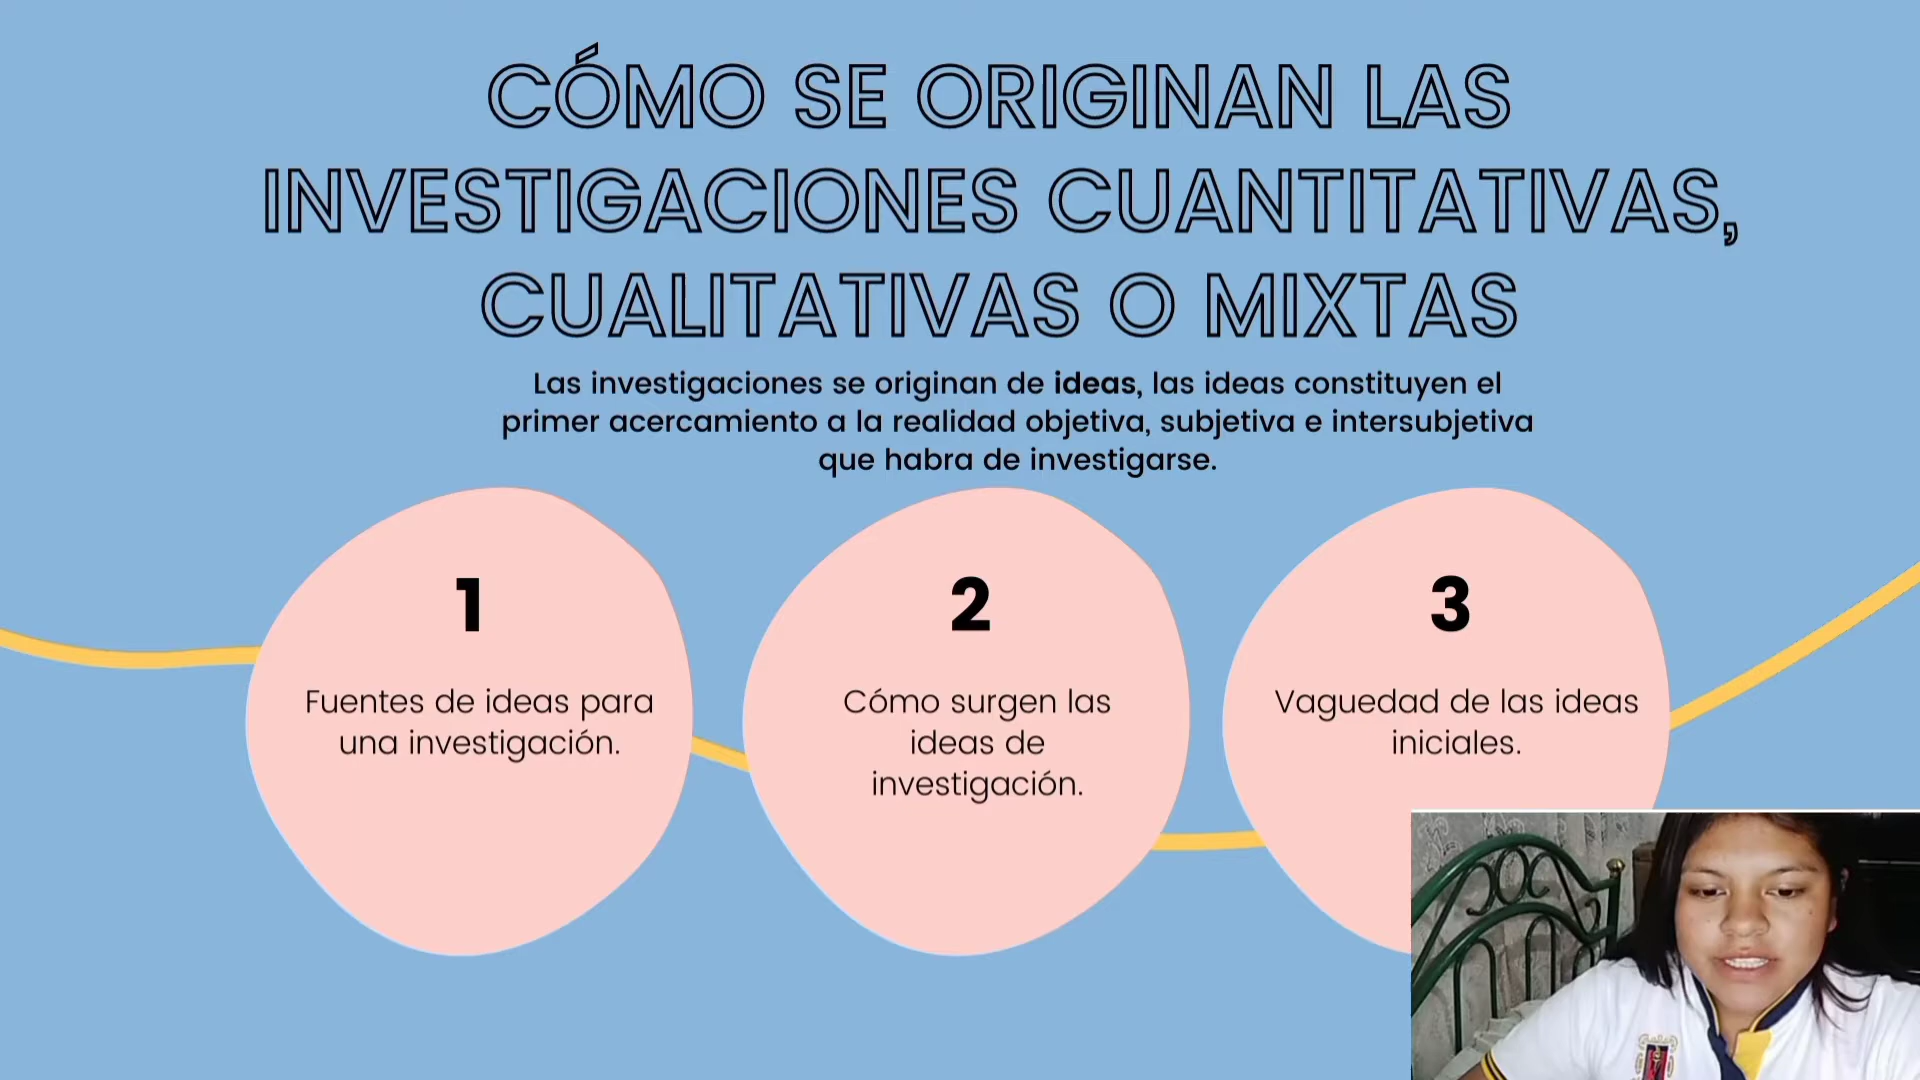 CÓMO SE ORIGINAN LAS
INVESTIGACIONES CUANTITATIVAS,
CUALITATIVAS O MIXTAS
Las investigaciones se originan de ideas, las ideas constituyen el
primer acercamiento a la realidad objetiva, subjetiva e intersubjetiva
que habra de investigarse.
1
Fuentes de ideas para
una investigación.
2
Cómo surgen las
ideas de
investigación.
3
Vaguedad de las ideas
iniciales.